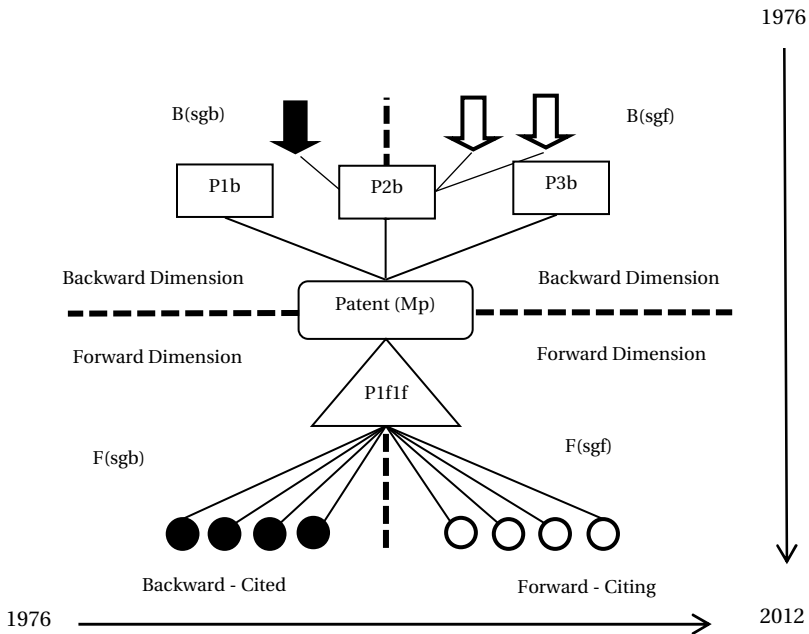 1976
B(sgb)
B(sgf)
P1b
P2b
P3b
Backward Dimension
Backward Dimension
Patent (Mp)
Forward Dimension
Forward Dimension
P1f1f
F(sgb)
F(sgf)
Backward - Cited
Forward - Citing
1976
2012